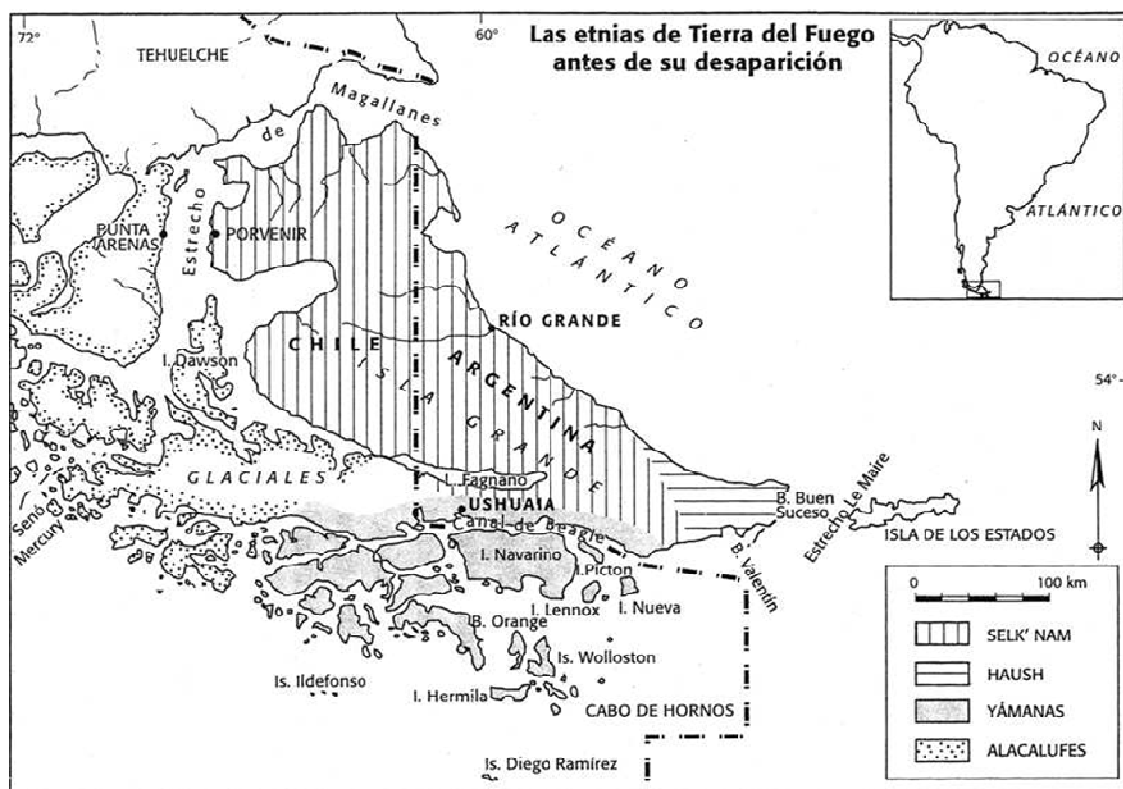 72°
60°
Las etnias de Tierra del Fuego
antes de su desaparición
TEHUELCHE
Estrecho de Magallanes
PUNTA
ARENAS
PORVENIR
OCÉANO
ATLÁNTICO
RÍO GRANDE
CHILE
ARGENTINA
ISLA GRANDE
I. Dawson
GLACIALES
L. Fagnano
USHUAIA
Canal de Beagle
Senó
Mercury
I. Navarino
I.Picton
I. Lennox
I. Nueva
B. Orange
Is. Wolloston
Is. Ildefonso
I. Hermila
CABO DE HORNOS
Is. Diego Ramírez
B. Buen
Suceso
B. Valentín
Estrecho Le Maire
ISLA DE LOS ESTADOS
OCÉANO
ATLÁNTICO
54°
N
0 100 km
SELK' NAM
HAUSH
YÁMANAS
ALACALUFES